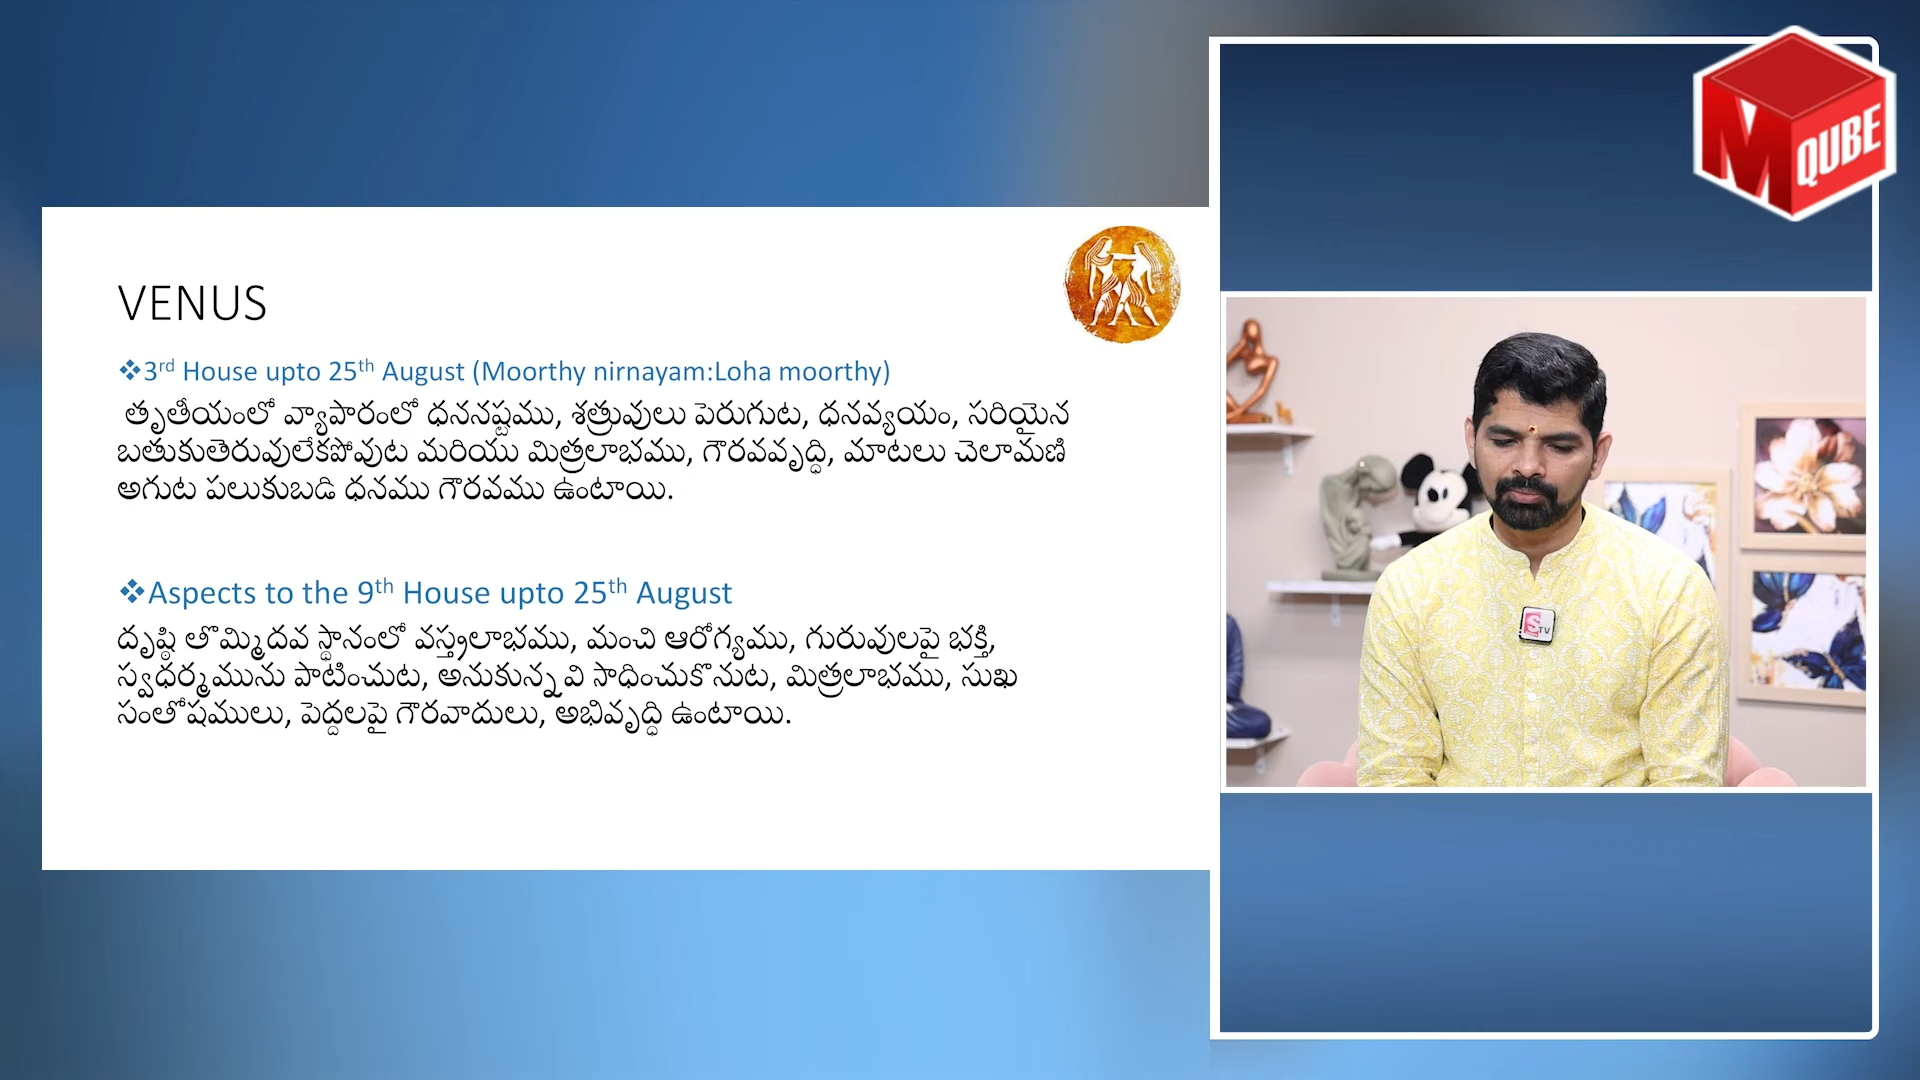 VENUS
❖3rd House upto 25th August (Moorthy nirnayam:Loha moorthy)
తృతీయంలో వ్యాపారంలో ధననష్టము, శత్రువులు పెరుగుట, ధనవ్యయం, సరియైన
బతుకుతెరువులేకపోవుట మరియు మిత్రలాభము, గౌరవవృద్ధి, మాటలు చెలామణి
అగుట పలుకుబడి ధనము గౌరవము ఉంటాయి.
❖Aspects to the 9th House upto 25th August
దృష్ఠి తొమ్మిదవ స్థానంలో వస్త్రలాభము, మంచి ఆరోగ్యము, గురువులపై భక్తి,
స్వధర్మమును పాటించుట, అనుకున్నవి సాధించుకొనుట, మిత్రలాభము, సుఖ
సంతోషములు, పెద్దలపై గౌరవాదులు, అభివృద్ధి ఉంటాయి.
M QUBE
S TV